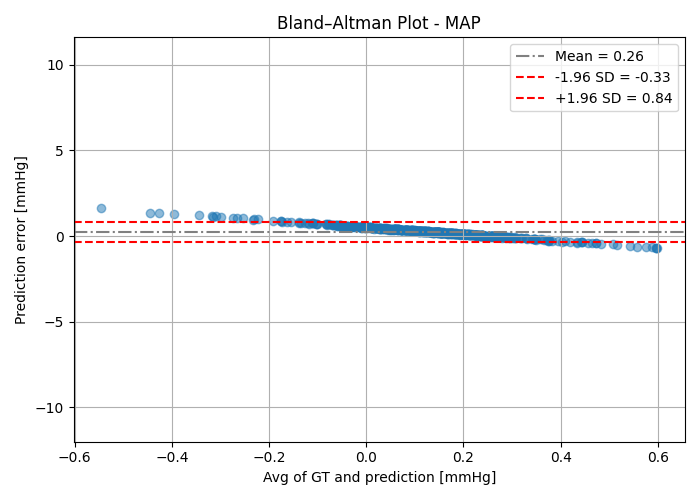 Bland–Altman Plot - MAP
Mean = 0.26
-1.96 SD = -0.33
+1.96 SD = 0.84
Prediction error [mmHg]
10
5
0
−5
−10
−0.6 −0.4 −0.2 0.0 0.2 0.4 0.6
Avg of GT and prediction [mmHg]